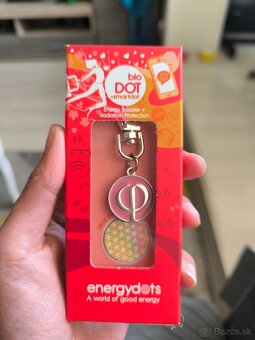 bio
DOT
+smartdot
Energy Booster +
Radiation Protection
φ
energydots
A world of good energy
© bazos.sk